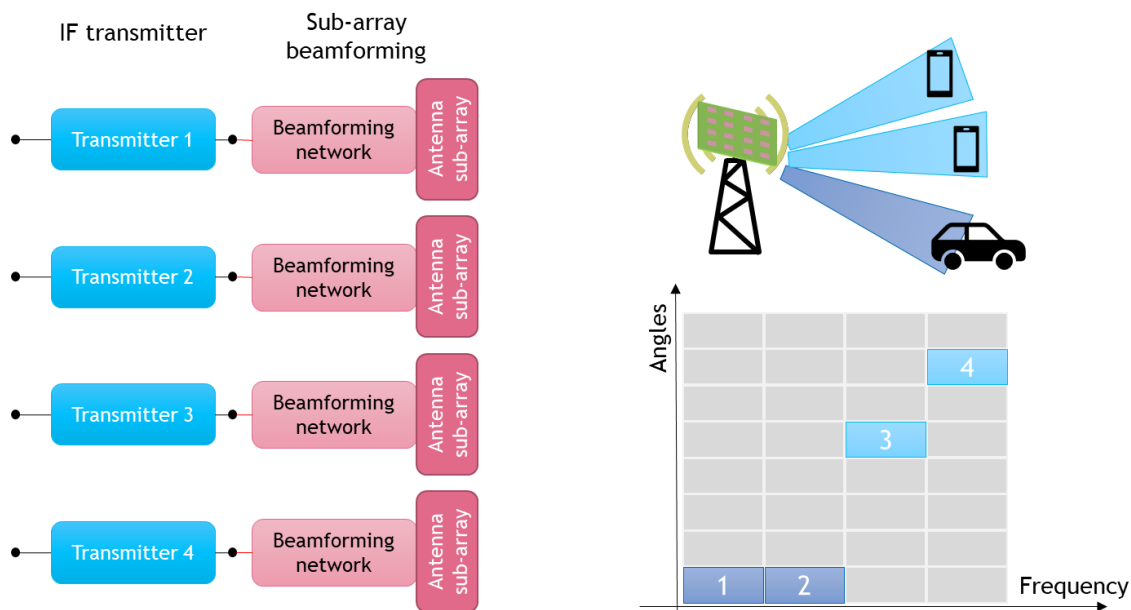 IF transmitter
Sub-array
beamforming
Transmitter 1
Beamforming
network
Antenna
sub-array
Transmitter 2
Beamforming
network
Antenna
sub-array
Transmitter 3
Beamforming
network
Antenna
sub-array
Transmitter 4
Beamforming
network
Antenna
sub-array
Angles
4
3
1 2
Frequency